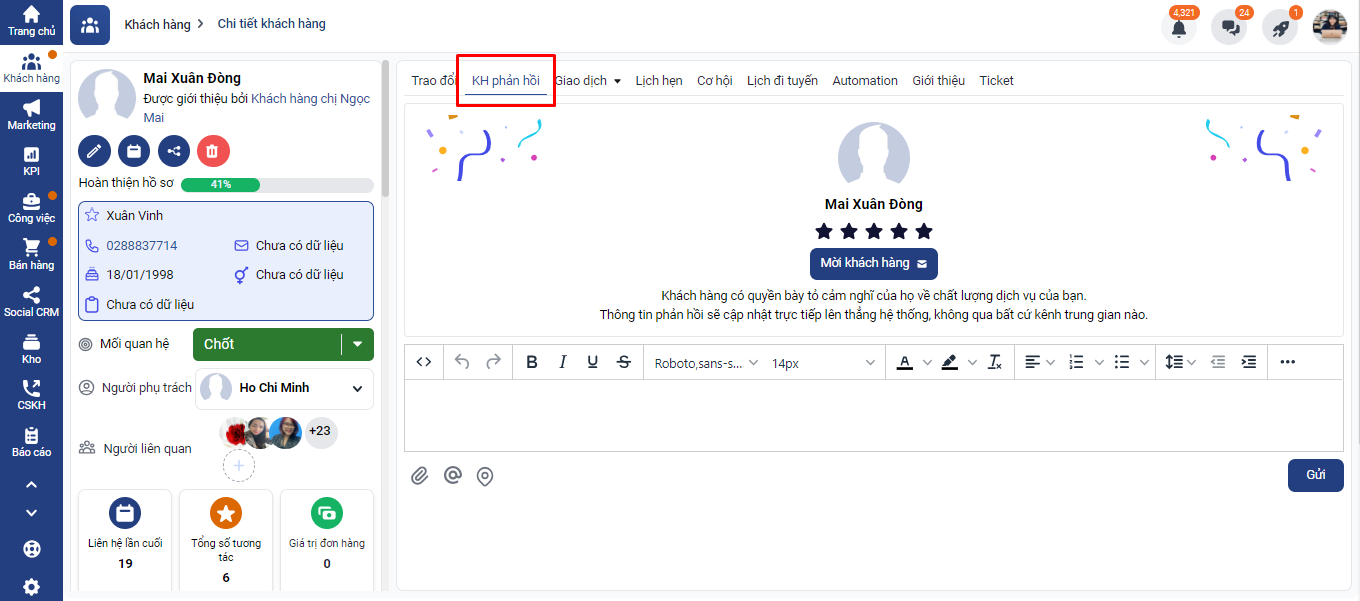 Trang chủ
Khách hàng
Marketing
KPI
Công việc
Bán hàng
Social CRM
Kho
CSKH
Báo cáo
Khách hàng
Chi tiết khách hàng
4,321
24
1
Mai Xuân Đòng
Được giới thiệu bởi Khách hàng chị Ngọc
Mai
Hoàn thiện hồ sơ 41%
Xuân Vinh
0288837714 Chưa có dữ liệu
18/01/1998 Chưa có dữ liệu
Chưa có dữ liệu
Mối quan hệ Chốt
Người phụ trách Ho Chi Minh
Người liên quan +23
Liên hệ lần cuối
19
Tổng số tương
tác
6
Giá trị đơn hàng
0
Trao đổi KH phản hồi Giao dịch Lịch hẹn Cơ hội Lịch đi tuyến Automation Giới thiệu Ticket
Mai Xuân Đòng
Mời khách hàng
Khách hàng có quyền bày tỏ cảm nghĩ của họ về chất lượng dịch vụ của bạn.
Thông tin phản hồi sẽ cập nhật trực tiếp lên thẳng hệ thống, không qua bất cứ kênh trung gian nào.
B I U S Roboto,sans-s... 14px A
Gửi